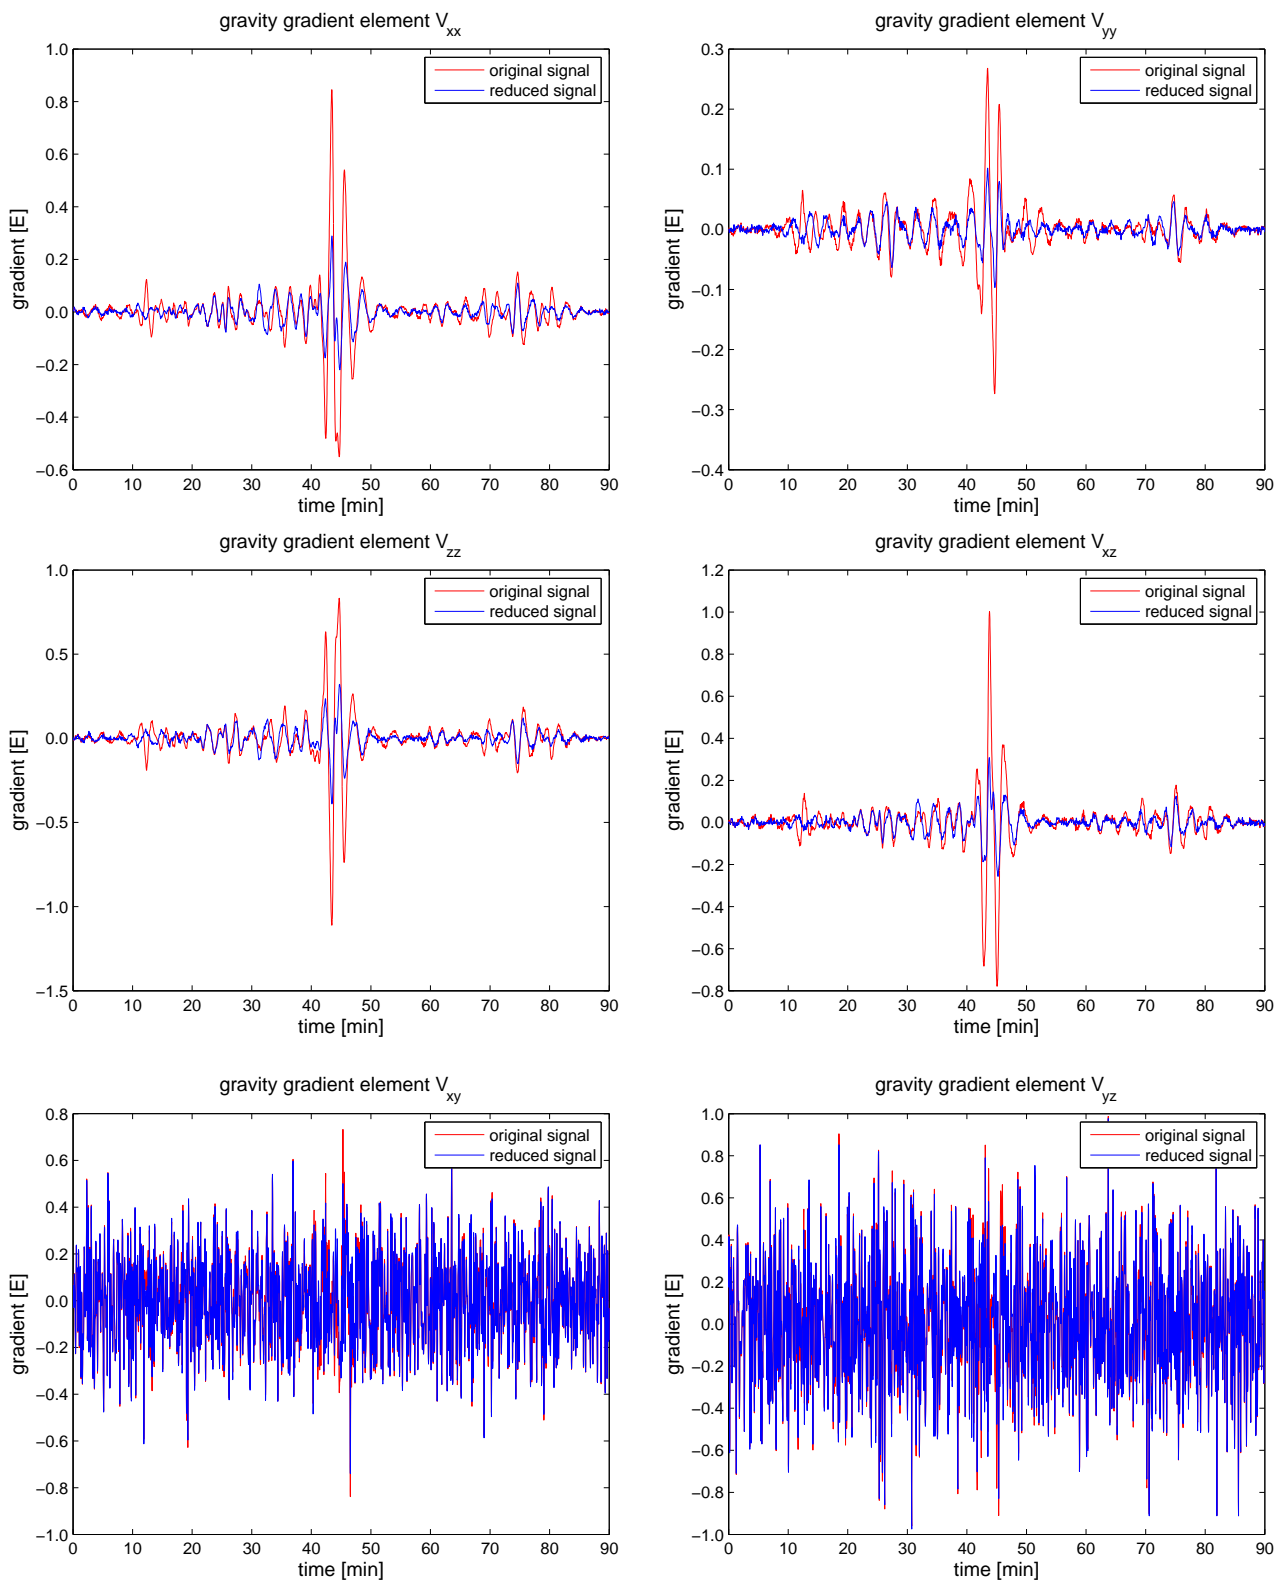 gravity gradient element V_xx
original signal
reduced signal
gradient [E]
1.0
0.8
0.6
0.4
0.2
0.0
−0.2
−0.4
−0.6
0 10 20 30 40 50 60 70 80 90
time [min]
gravity gradient element V_yy
original signal
reduced signal
gradient [E]
0.3
0.2
0.1
0.0
−0.1
−0.2
−0.3
−0.4
0 10 20 30 40 50 60 70 80 90
time [min]
gravity gradient element V_zz
original signal
reduced signal
gradient [E]
1.0
0.5
0.0
−0.5
−1.0
−1.5
0 10 20 30 40 50 60 70 80 90
time [min]
gravity gradient element V_xz
original signal
reduced signal
gradient [E]
1.2
1.0
0.8
0.6
0.4
0.2
0.0
−0.2
−0.4
−0.6
−0.8
0 10 20 30 40 50 60 70 80 90
time [min]
gravity gradient element V_xy
original signal
reduced signal
gradient [E]
0.8
0.6
0.4
0.2
0.0
−0.2
−0.4
−0.6
−0.8
−1.0
0 10 20 30 40 50 60 70 80 90
time [min]
gravity gradient element V_yz
original signal
reduced signal
gradient [E]
1.0
0.8
0.6
0.4
0.2
0.0
−0.2
−0.4
−0.6
−0.8
−1.0
0 10 20 30 40 50 60 70 80 90
time [min]